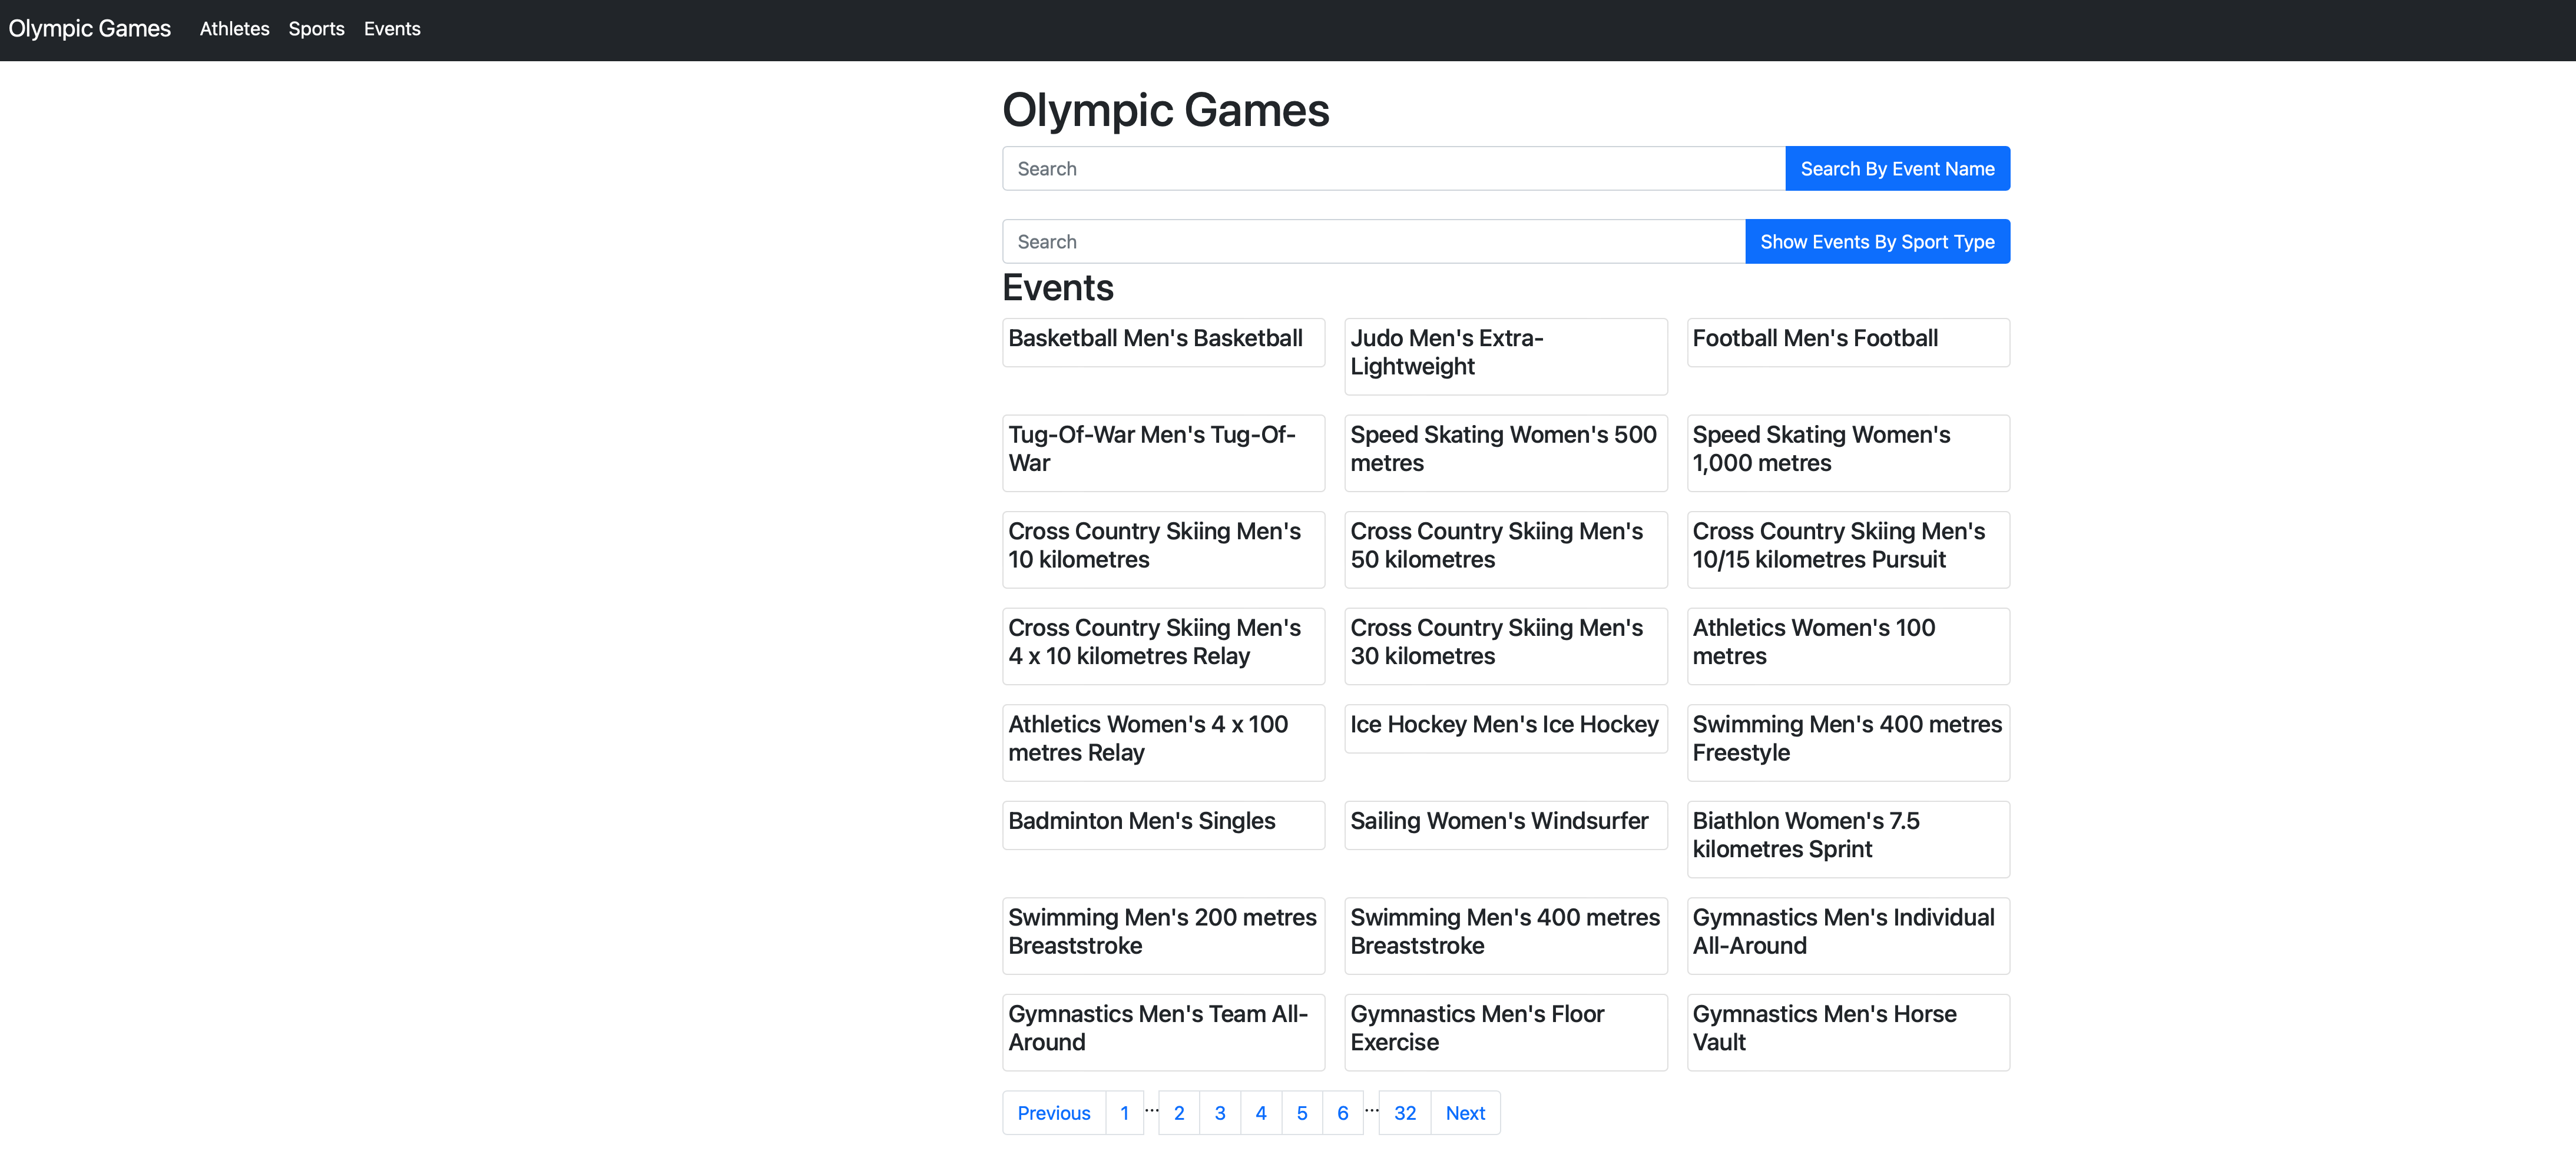 Olympic Games Athletes Sports Events
Olympic Games
Search Search By Event Name
Search Show Events By Sport Type
Events
Basketball Men's Basketball
Judo Men's Extra-
Lightweight
Football Men's Football
Tug-Of-War Men's Tug-Of-
War
Speed Skating Women's 500
metres
Speed Skating Women's
1,000 metres
Cross Country Skiing Men's
10 kilometres
Cross Country Skiing Men's
50 kilometres
Cross Country Skiing Men's
10/15 kilometres Pursuit
Cross Country Skiing Men's
4 x 10 kilometres Relay
Cross Country Skiing Men's
30 kilometres
Athletics Women's 100
metres
Athletics Women's 4 x 100
metres Relay
Ice Hockey Men's Ice Hockey
Swimming Men's 400 metres
Freestyle
Badminton Men's Singles
Sailing Women's Windsurfer
Biathlon Women's 7.5
kilometres Sprint
Swimming Men's 200 metres
Breaststroke
Swimming Men's 400 metres
Breaststroke
Gymnastics Men's Individual
All-Around
Gymnastics Men's Team All-
Around
Gymnastics Men's Floor
Exercise
Gymnastics Men's Horse
Vault
Previous 1 ... 2 3 4 5 6 ... 32 Next